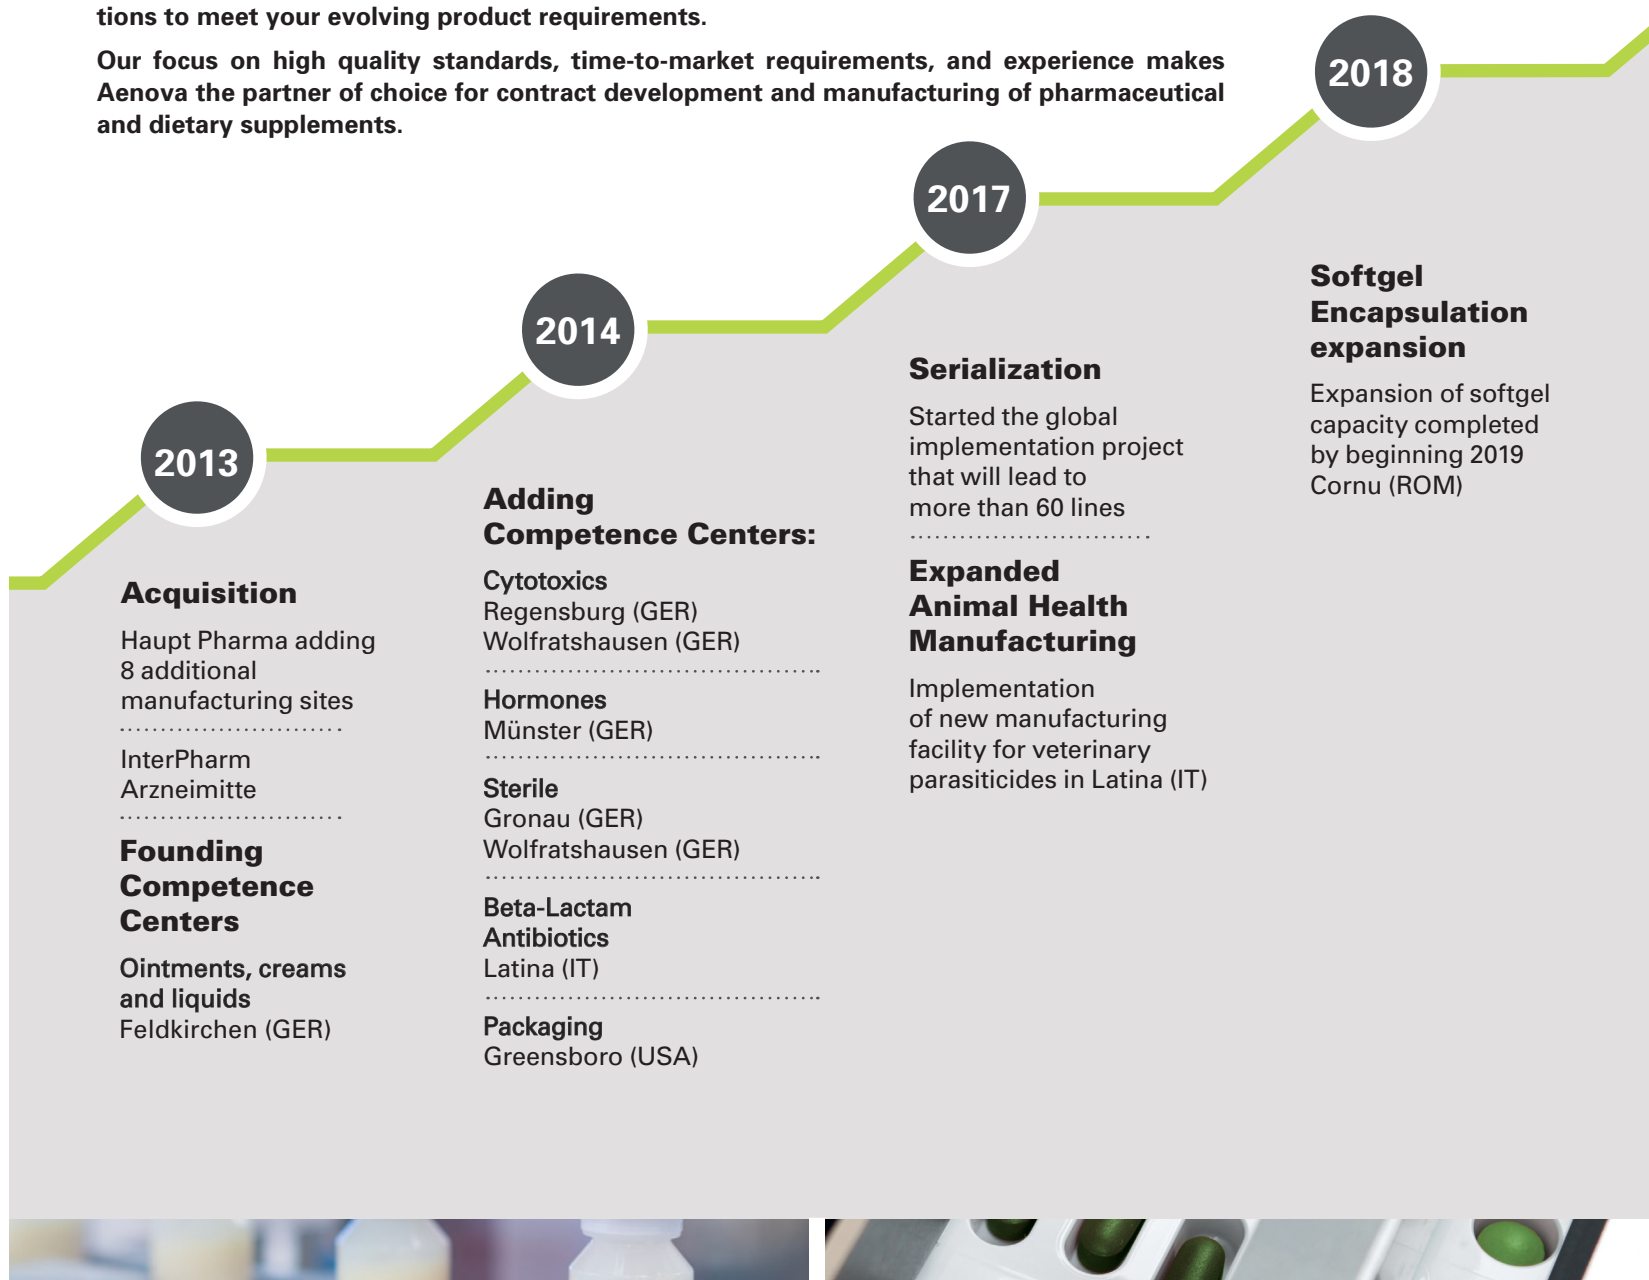 tions to meet your evolving product requirements.
Our focus on high quality standards, time-to-market requirements, and experience makes
Aenova the partner of choice for contract development and manufacturing of pharmaceutical
and dietary supplements.
2013
Acquisition
Haupt Pharma adding
8 additional
manufacturing sites
InterPharm
Arzneimitte
Founding
Competence
Centers
Ointments, creams
and liquids
Feldkirchen (GER)
2014
Adding
Competence Centers:
Cytotoxics
Regensburg (GER)
Wolfratshausen (GER)
Hormones
Münster (GER)
Sterile
Gronau (GER)
Wolfratshausen (GER)
Beta-Lactam
Antibiotics
Latina (IT)
Packaging
Greensboro (USA)
2017
Serialization
Started the global
implementation project
that will lead to
more than 60 lines
Expanded
Animal Health
Manufacturing
Implementation
of new manufacturing
facility for veterinary
parasiticides in Latina (IT)
2018
Softgel
Encapsulation
expansion
Expansion of softgel
capacity completed
by beginning 2019
Cornu (ROM)